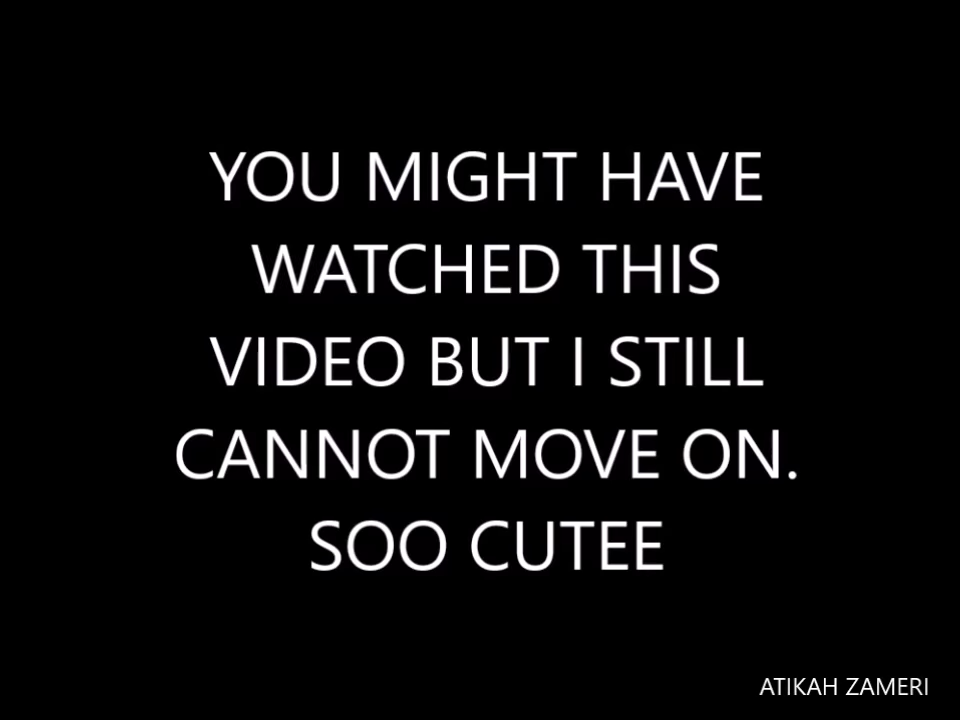 YOU MIGHT HAVE
WATCHED THIS
VIDEO BUT I STILL
CANNOT MOVE ON.
SOO CUTEE
ATIKAH ZAMERI